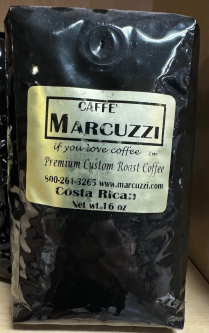 CAFFE'
MARCUZZI
if you love coffee tm
Premium Custom Roast Coffee
800-261-3265 www.marcuzzi.com
Costa Rican
Net wt 16 oz